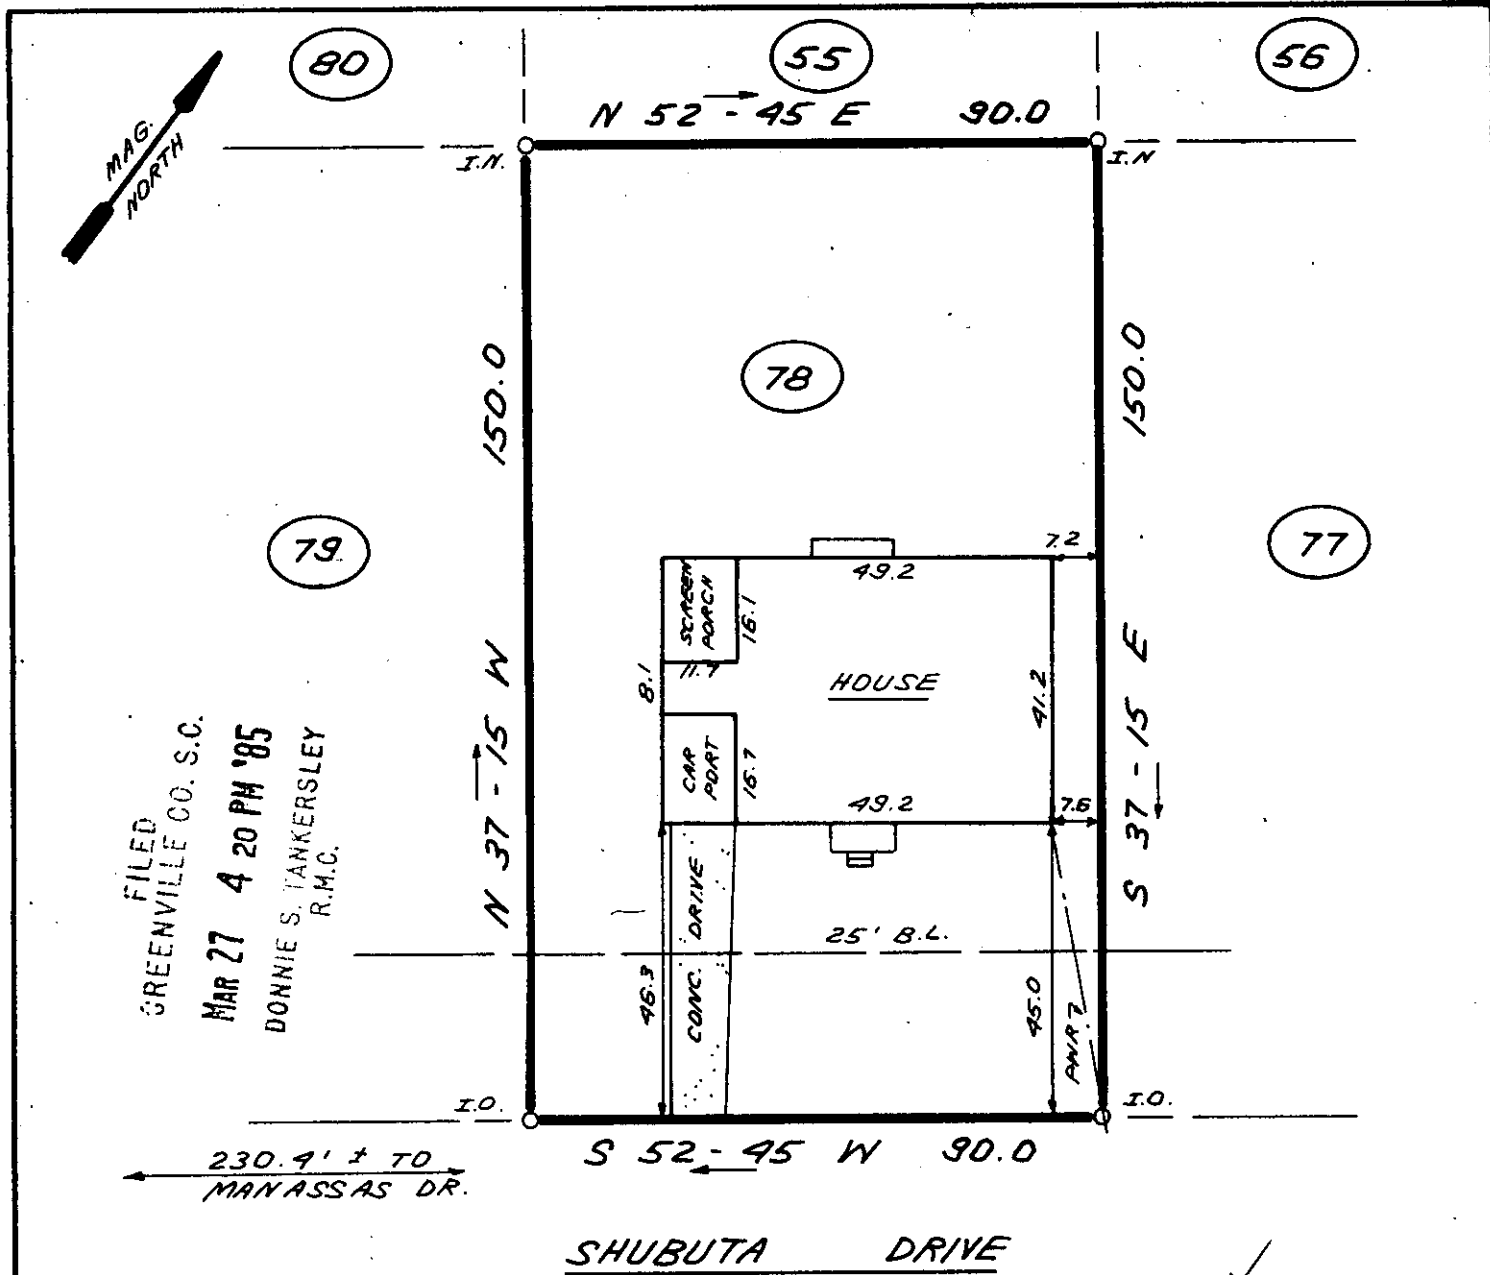 80
55
56
MAG.
NORTH
N 52 - 45 E 90.0
I.N.
I.N
150.0
150.0
78
79
77
7.2
49.2
SCREEN
PORCH
16.1
11.7
8.1
HOUSE
41.2
N 37 - 15 W
S 37 - 15 E
CAR
PORT
49.2
7.6
FILED
GREENVILLE CO. S.C.
MAR 27 4 20 PM '85
DONNIE S. TANKERSLEY
R.M.C.
CONC. DRIVE
25' B.L.
46.3
45.0
I.O.
I.O.
S 52 - 45 W 90.0
230.4' ± TO
MANASSAS DR.
SHUBUTA DRIVE